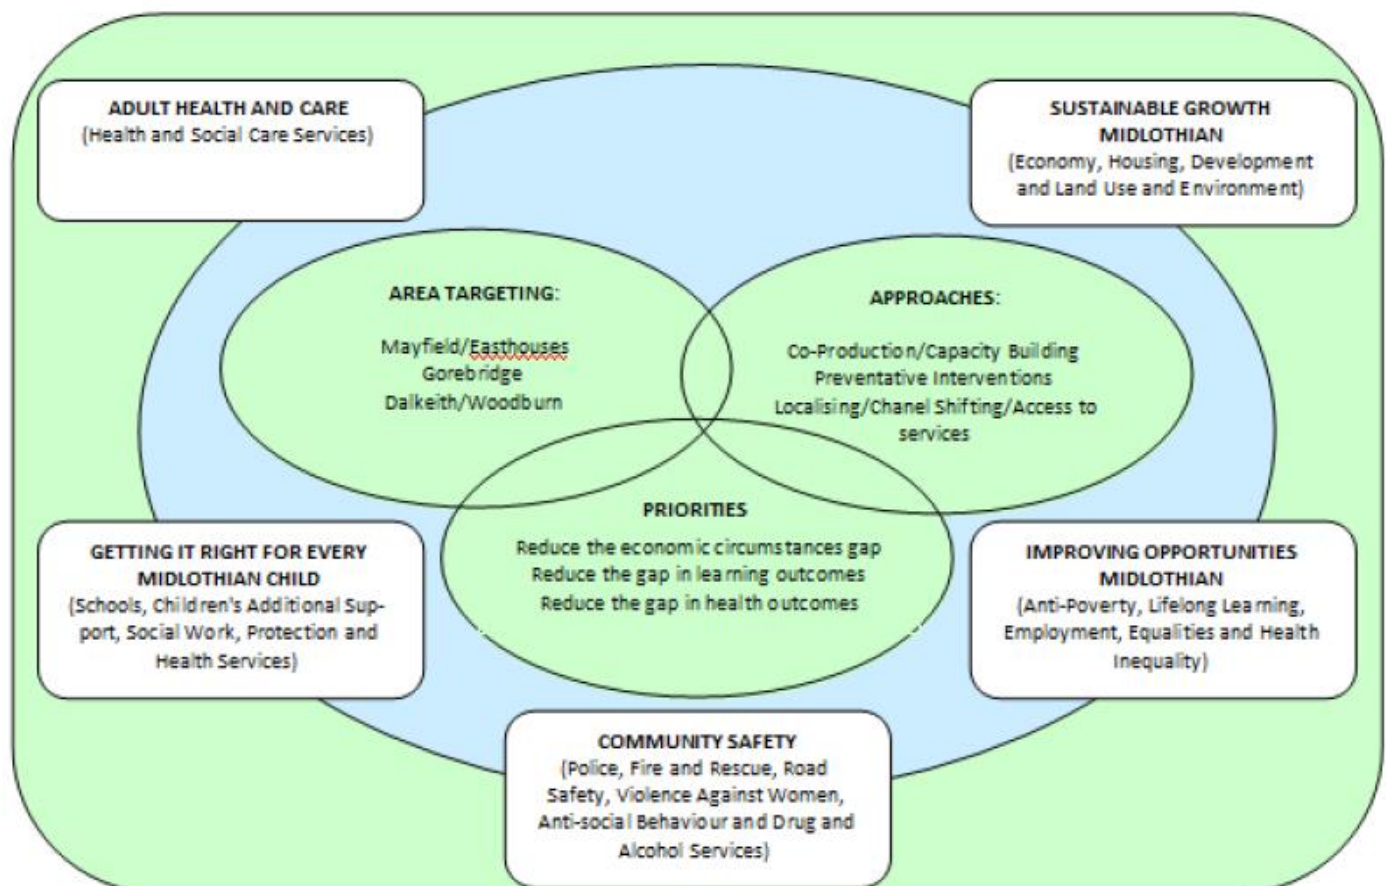 ADULT HEALTH AND CARE
(Health and Social Care Services)
SUSTAINABLE GROWTH
MIDLOTHIAN
(Economy, Housing, Development
and Land Use and Environment)
AREA TARGETING:
Mayfield/Easthouses
Gorebridge
Dalkeith/Woodburn
APPROACHES:
Co-Production/Capacity Building
Preventative Interventions
Localising/Chanel Shifting/Access to
services
PRIORITIES
Reduce the economic circumstances gap
Reduce the gap in learning outcomes
Reduce the gap in health outcomes
GETTING IT RIGHT FOR EVERY
MIDLOTHIAN CHILD
(Schools, Children's Additional Sup-
port, Social Work, Protection and
Health Services)
IMPROVING OPPORTUNITIES
MIDLOTHIAN
(Anti-Poverty, Lifelong Learning,
Employment, Equalities and Health
Inequality)
COMMUNITY SAFETY
(Police, Fire and Rescue, Road
Safety, Violence Against Women,
Anti-social Behaviour and Drug and
Alcohol Services)